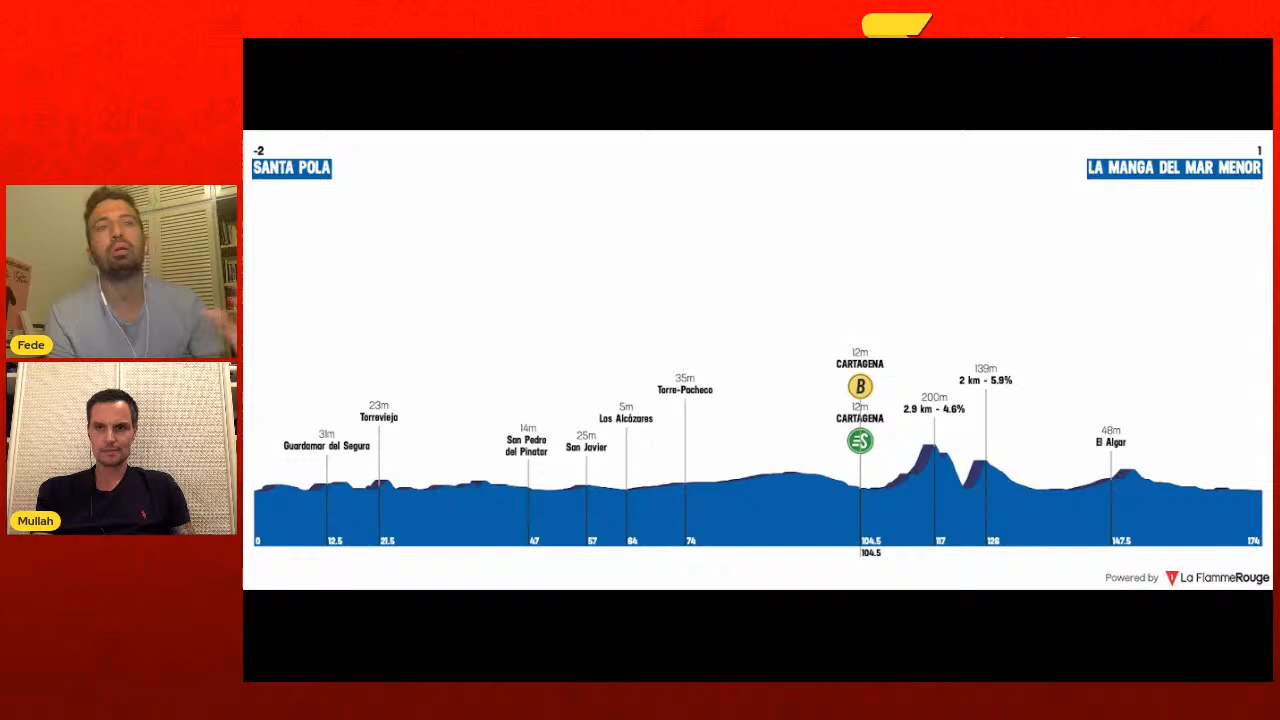 -2
SANTA POLA
1
LA MANGA DEL MAR MENOR
Fede
Mullah
31m
Guardamar del Segura
23m
Torrevieja
14m
San Pedro
del Pinatar
25m
San Javier
5m
Los Alcázares
35m
Torre-Pacheco
12m
CARTAGENA
B
12m
CARTAGENA
S
200m
2.9 km - 4.6%
139m
2 km - 5.9%
48m
El Algar
0
12.5
21.5
47
57
64
74
104.5
117
126
147.5
174
104.5
Powered by La FlammeRouge